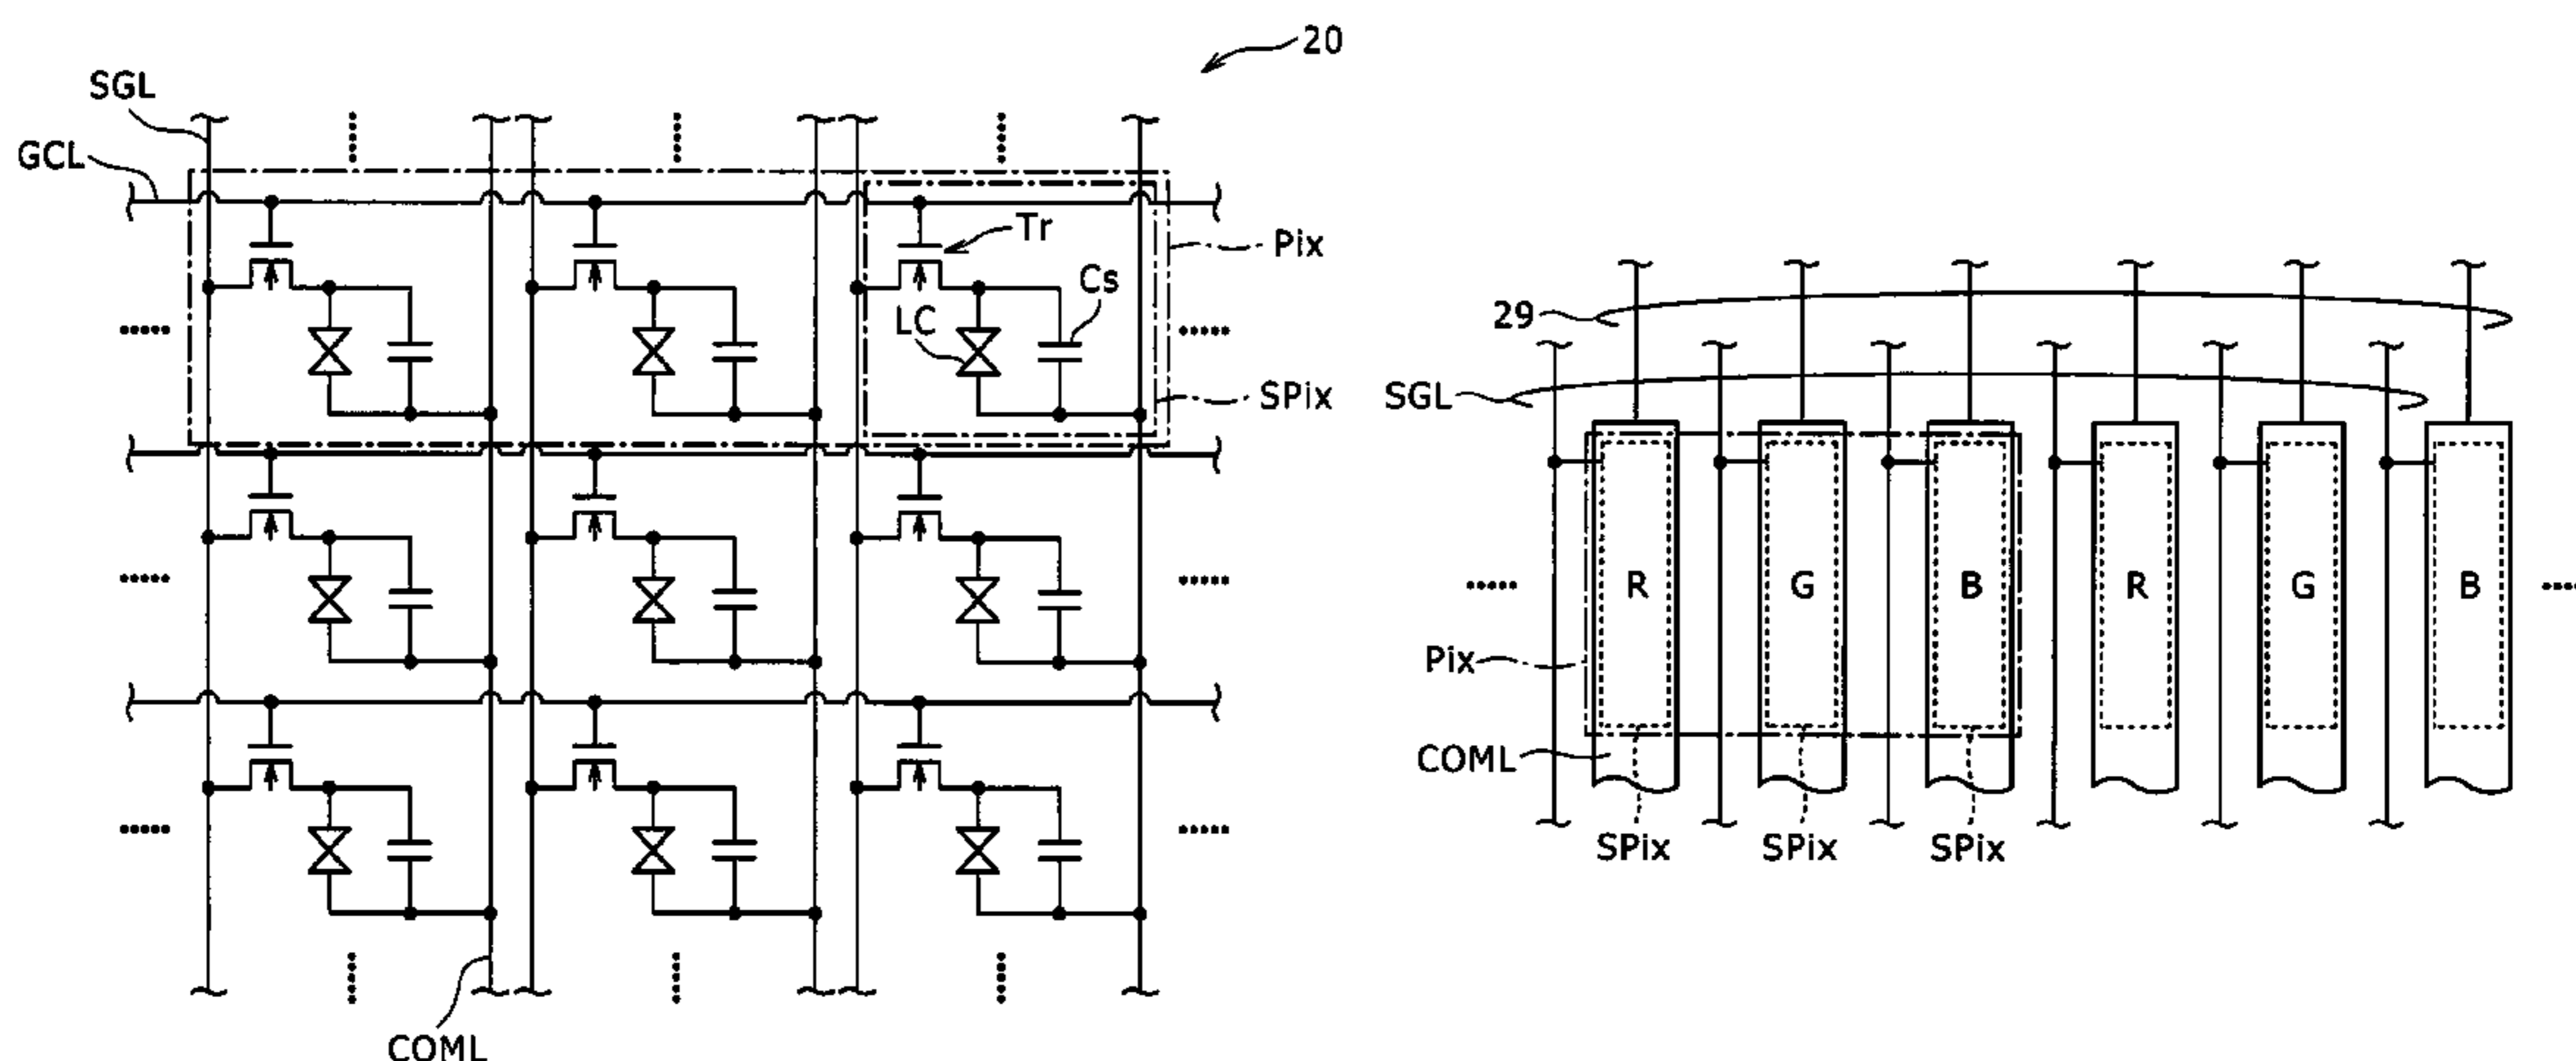 20
SGL
GCL
Tr
Pix
Cs
LC
SPix
COML
29
SGL
R G B R G B
Pix
COML
SPix SPix SPix